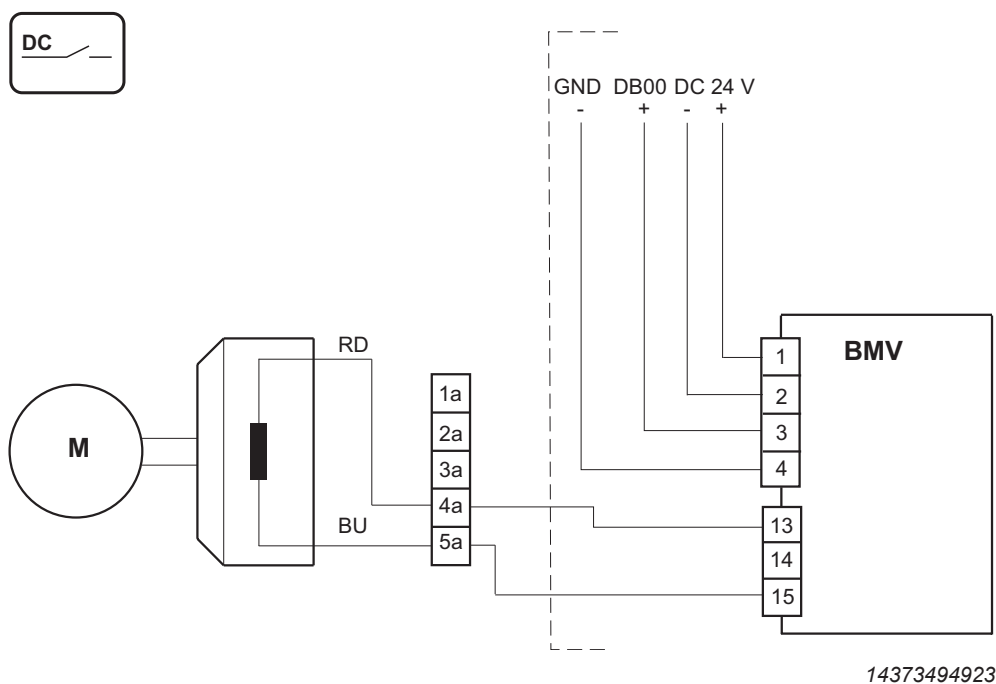 DC
GND DB00 DC 24 V
- + - +
1
BMV
2
3
4
RD
1a
2a
3a
4a
5a
M
BU
13
14
15
14373494923